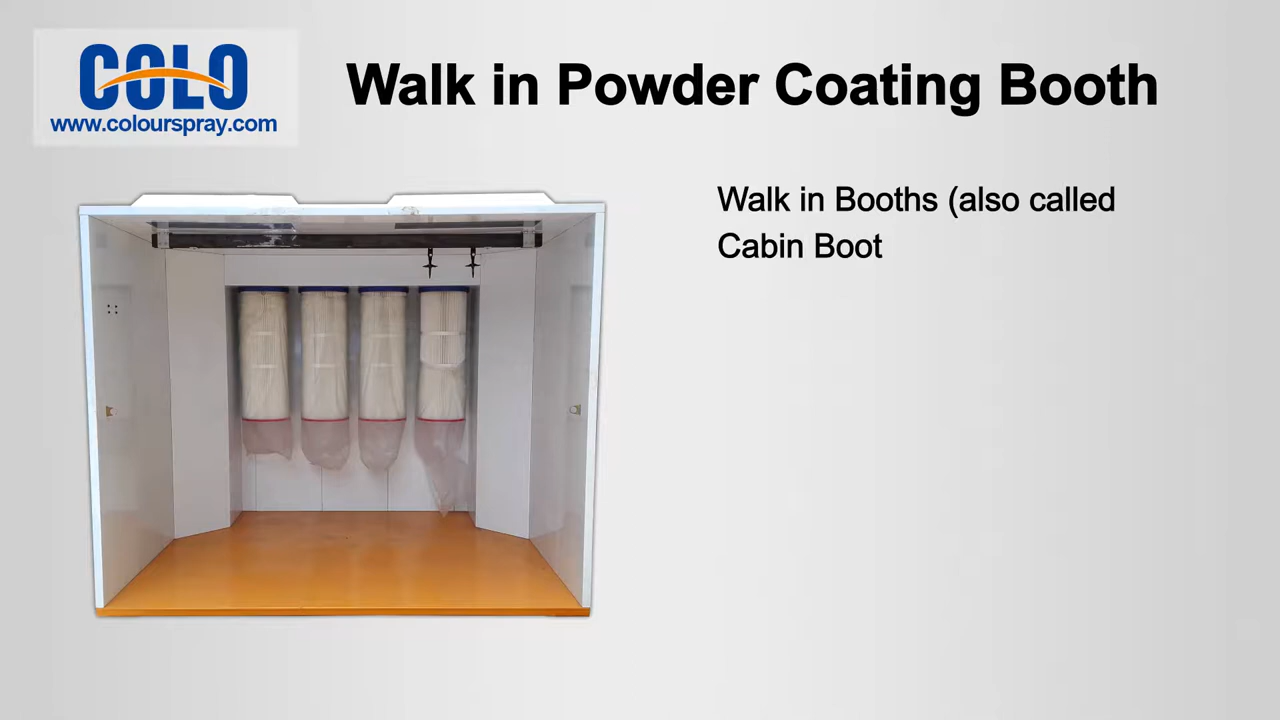 COLO
www.colourspray.com
Walk in Powder Coating Booth
Walk in Booths (also called
Cabin Boot